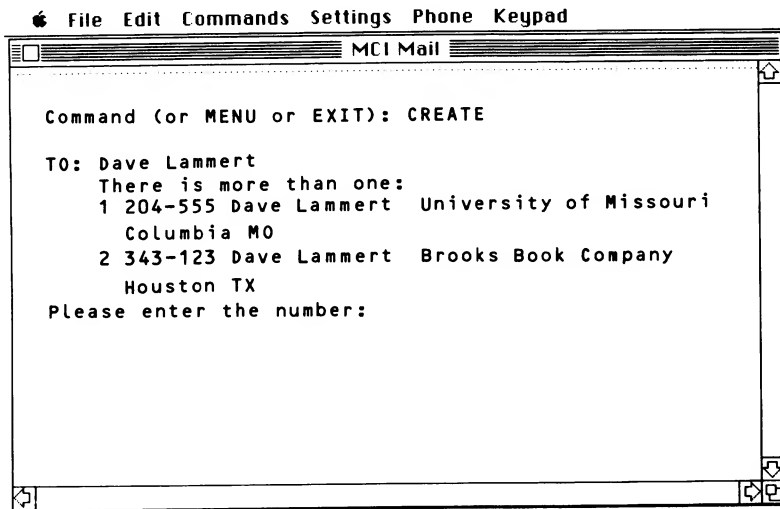 File Edit Commands Settings Phone Keypad
MCI Mail
Command (or MENU or EXIT): CREATE
TO: Dave Lammert
There is more than one:
1 204-555 Dave Lammert University of Missouri
Columbia MO
2 343-123 Dave Lammert Brooks Book Company
Houston TX
Please enter the number: